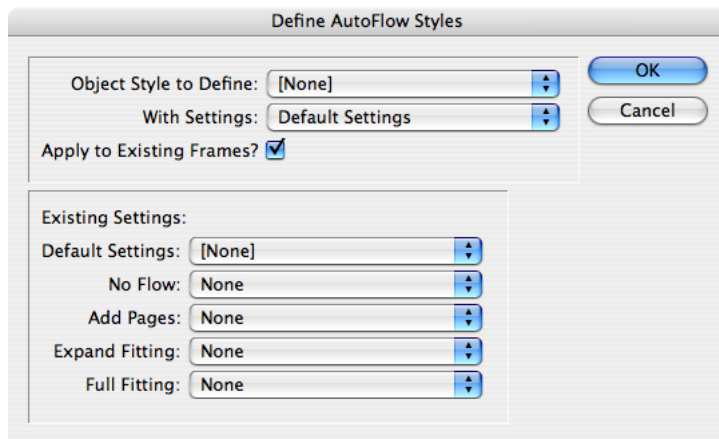 Define AutoFlow Styles
Object Style to Define: [None]
OK
With Settings: Default Settings
Cancel
Apply to Existing Frames?
Existing Settings:
Default Settings: [None]
No Flow: None
Add Pages: None
Expand Fitting: None
Full Fitting: None